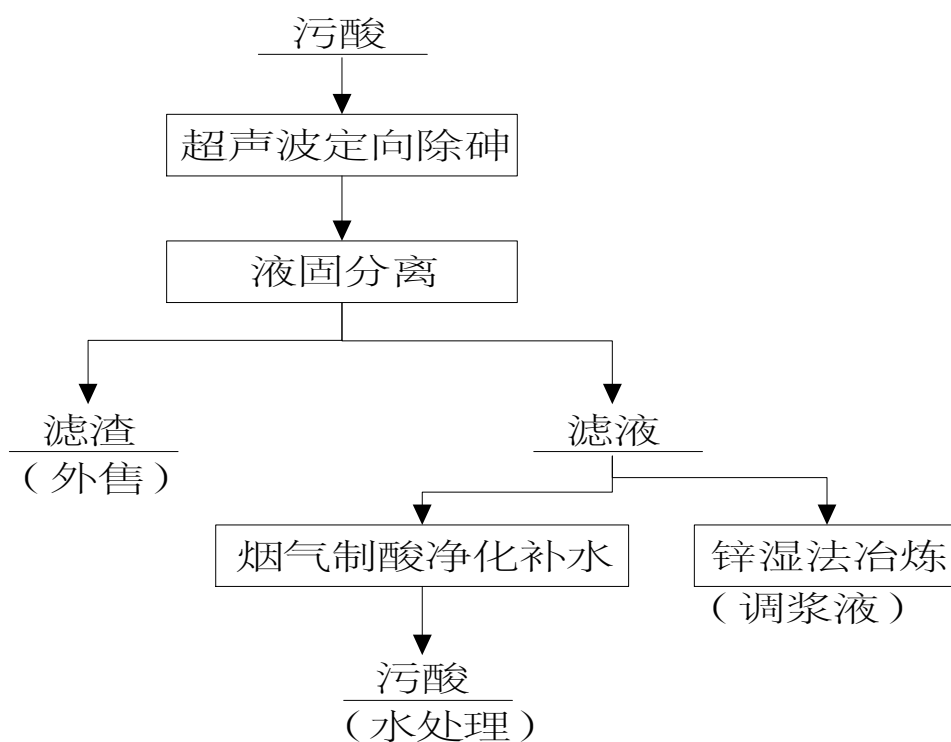 污酸
超声波定向除砷
液固分离
滤渣
（外售）
滤液
烟气制酸净化补水
锌湿法冶炼
（调浆液）
污酸
（水处理）